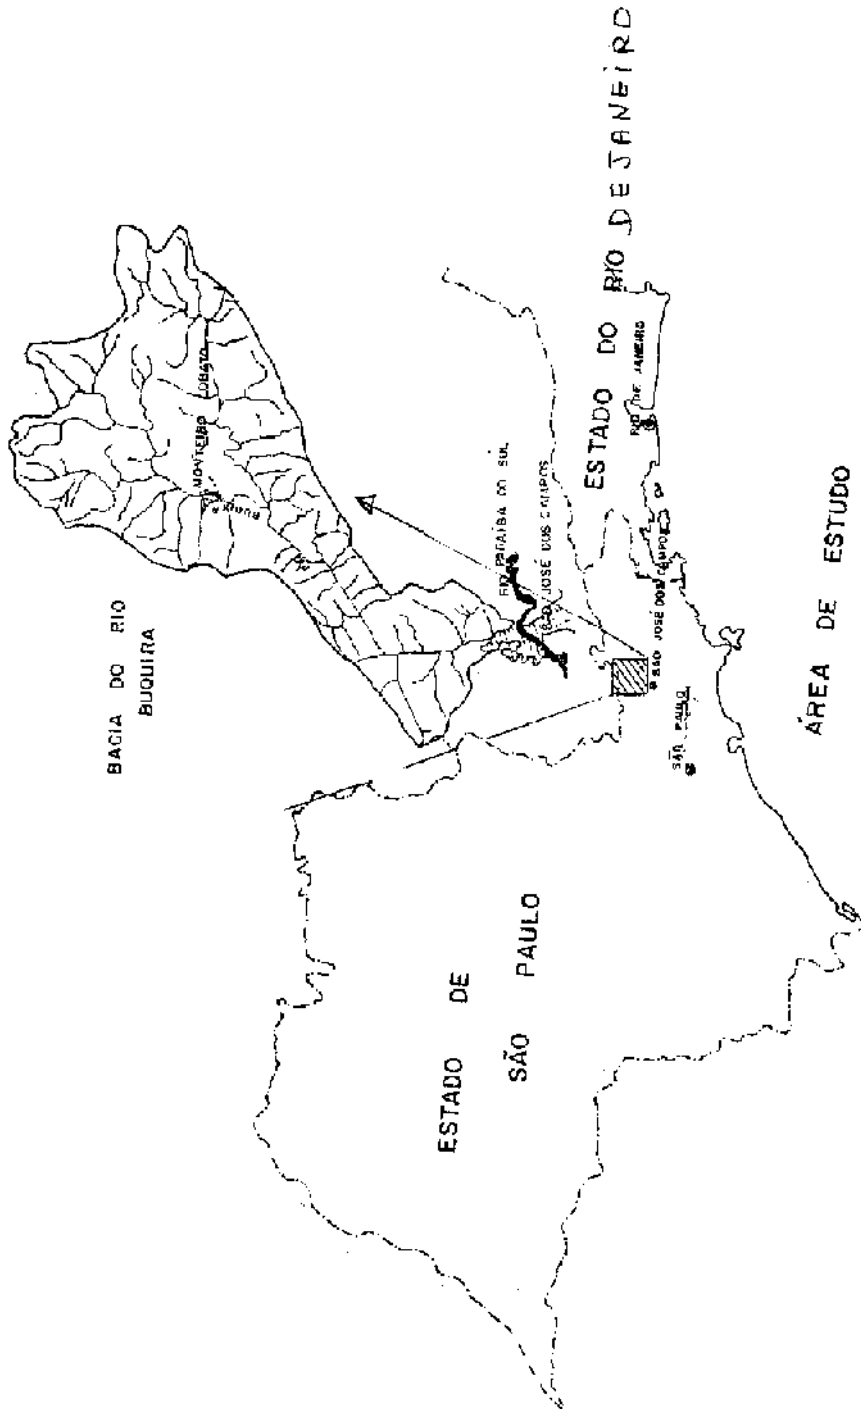 BACIA DO RIO
BUQUIRA
MONTEIRO LOBATO
RIO PARAIBA DO SUL
SÃO JOSÉ DOS CAMPOS
ESTADO DO RIO DE JANEIRO
RIO DE JANEIRO
SÃO JOSÉ DOS CAMPOS
SÃO PAULO
ESTADO DE
SÃO PAULO
ÁREA DE ESTUDO